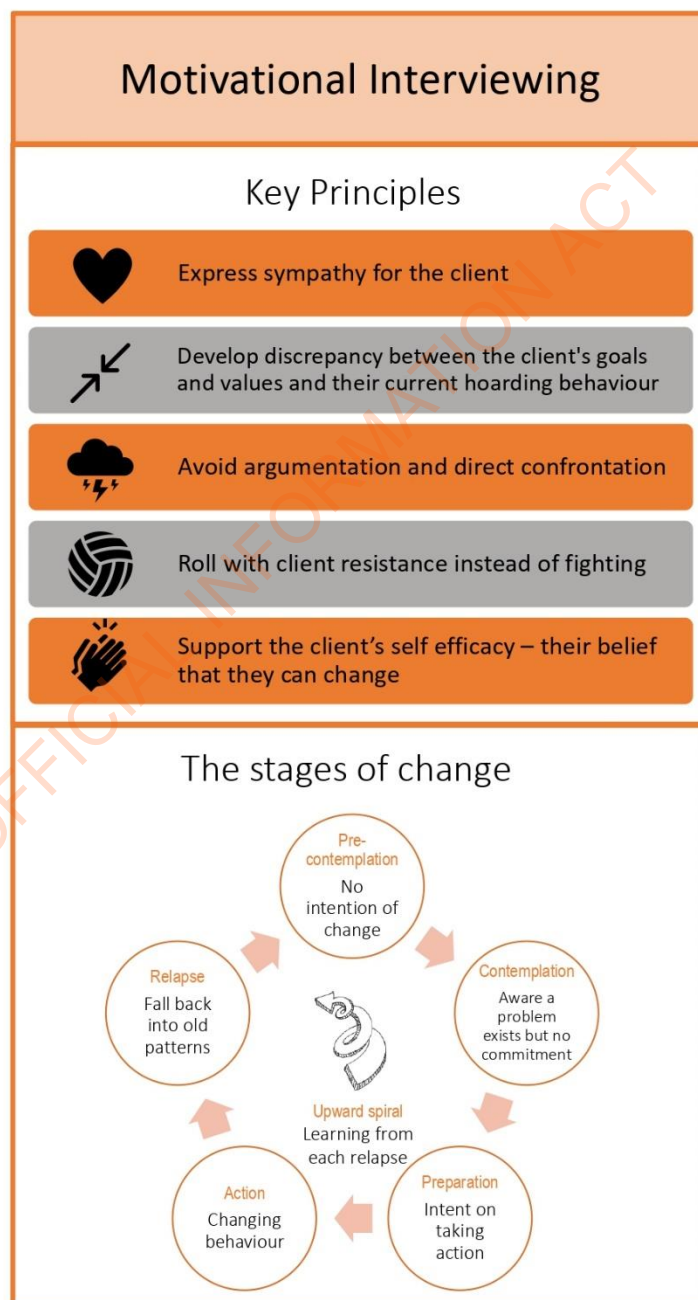 Motivational Interviewing
Key Principles
Express sympathy for the client
Develop discrepancy between the client's goals
and values and their current hoarding behaviour
Avoid argumentation and direct confrontation
Roll with client resistance instead of fighting
Support the client’s self efficacy – their belief
that they can change
The stages of change
Pre-
contemplation
No
intention of
change
Contemplation
Aware a
problem
exists but no
commitment
Preparation
Intent on
taking
action
Action
Changing
behaviour
Relapse
Fall back
into old
patterns
Upward spiral
Learning from
each relapse
OFFICIAL INFORMATION ACT